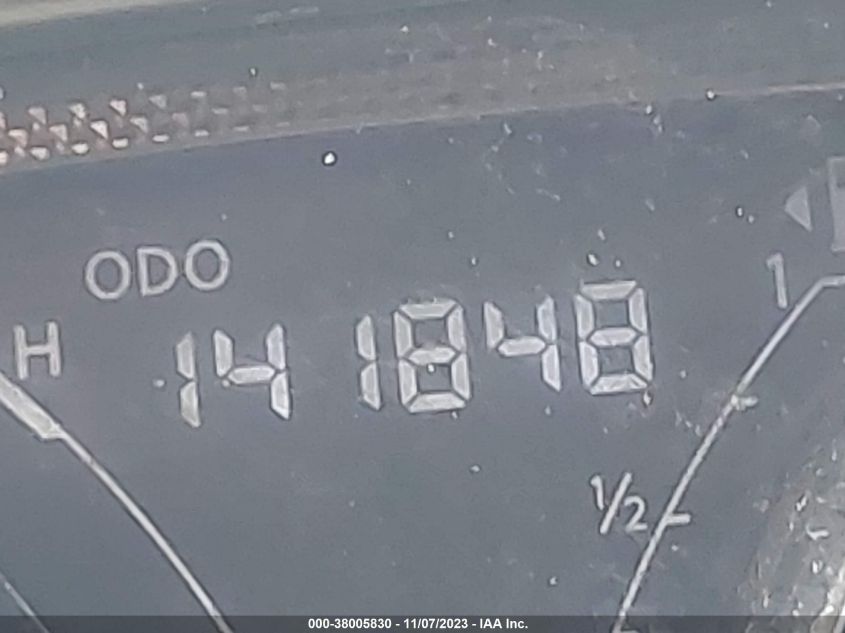 ODO
H
141848
1
1/2
000-38005830 - 11/07/2023 - IAA Inc.